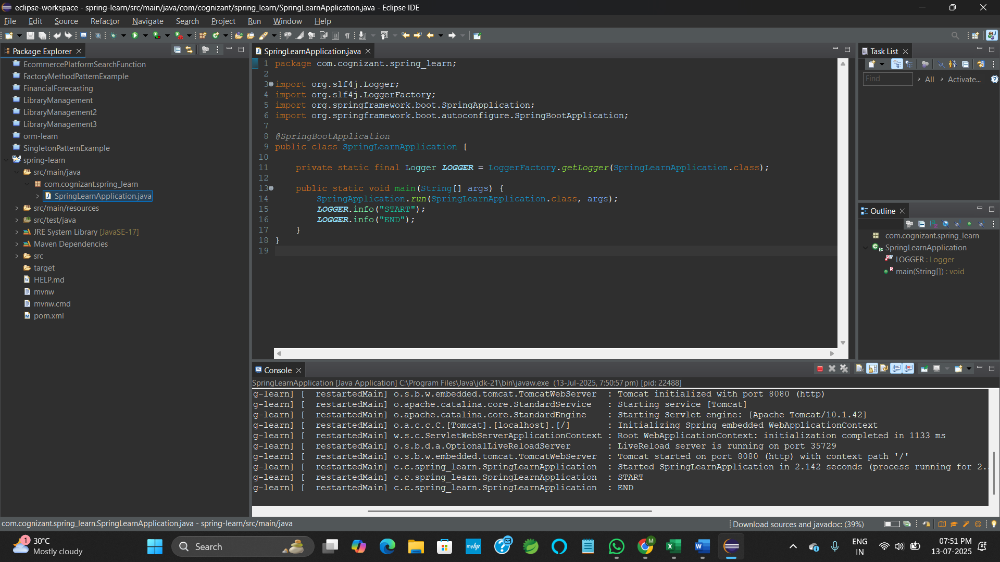 eclipse-workspace - spring-learn/src/main/java/com/cognizant/spring_learn/SpringLearnApplication.java - Eclipse IDE
File Edit Source Refactor Navigate Search Project Run Window Help
Package Explorer
EcommercePlatformSearchFunction
FactoryMethodPatternExample
FinancialForecasting
LibraryManagement
LibraryManagement2
LibraryManagement3
orm-learn
SingletonPatternExample
spring-learn
src/main/java
com.cognizant.spring_learn
SpringLearnApplication.java
src/main/resources
src/test/java
JRE System Library [JavaSE-17]
Maven Dependencies
src
target
HELP.md
mvnw
mvnw.cmd
pom.xml
SpringLearnApplication.java
1 package com.cognizant.spring_learn;
2
3 import org.slf4j.Logger;
4 import org.slf4j.LoggerFactory;
5 import org.springframework.boot.SpringApplication;
6 import org.springframework.boot.autoconfigure.SpringBootApplication;
7
8 @SpringBootApplication
9 public class SpringLearnApplication {
10
11 private static final Logger LOGGER = LoggerFactory.getLogger(SpringLearnApplication.class);
12
13 public static void main(String[] args) {
14 SpringApplication.run(SpringLearnApplication.class, args);
15 LOGGER.info("START");
16 LOGGER.info("END");
17 }
18 }
19
Task List
Find All Activate...
Outline
com.cognizant.spring_learn
SpringLearnApplication
LOGGER : Logger
main(String[]) : void
Console
SpringLearnApplication [Java Application] C:\Program Files\Java\jdk-21\bin\javaw.exe (13-Jul-2025, 7:50:57 pm) [pid: 22488]
g-learn] [ restartedMain] o.s.b.w.embedded.tomcat.TomcatWebServer : Tomcat initialized with port 8080 (http)
g-learn] [ restartedMain] o.apache.catalina.core.StandardService : Starting service [Tomcat]
g-learn] [ restartedMain] o.apache.catalina.core.StandardEngine : Starting Servlet engine: [Apache Tomcat/10.1.42]
g-learn] [ restartedMain] o.a.c.c.C.[Tomcat].[localhost].[/] : Initializing Spring embedded WebApplicationContext
g-learn] [ restartedMain] w.s.c.ServletWebServerApplicationContext : Root WebApplicationContext: initialization completed in 1133 ms
g-learn] [ restartedMain] o.s.b.d.a.OptionalLiveReloadServer : LiveReload server is running on port 35729
g-learn] [ restartedMain] o.s.b.w.embedded.tomcat.TomcatWebServer : Tomcat started on port 8080 (http) with context path '/'
g-learn] [ restartedMain] c.c.spring_learn.SpringLearnApplication : Started SpringLearnApplication in 2.142 seconds (process running for 2.
g-learn] [ restartedMain] c.c.spring_learn.SpringLearnApplication : START
g-learn] [ restartedMain] c.c.spring_learn.SpringLearnApplication : END
com.cognizant.spring_learn.SpringLearnApplication.java - spring-learn/src/main/java
Download sources and javadoc: (39%)
1
30°C
Mostly cloudy
Search
myhp
M
ENG
IN
07:51 PM
13-07-2025